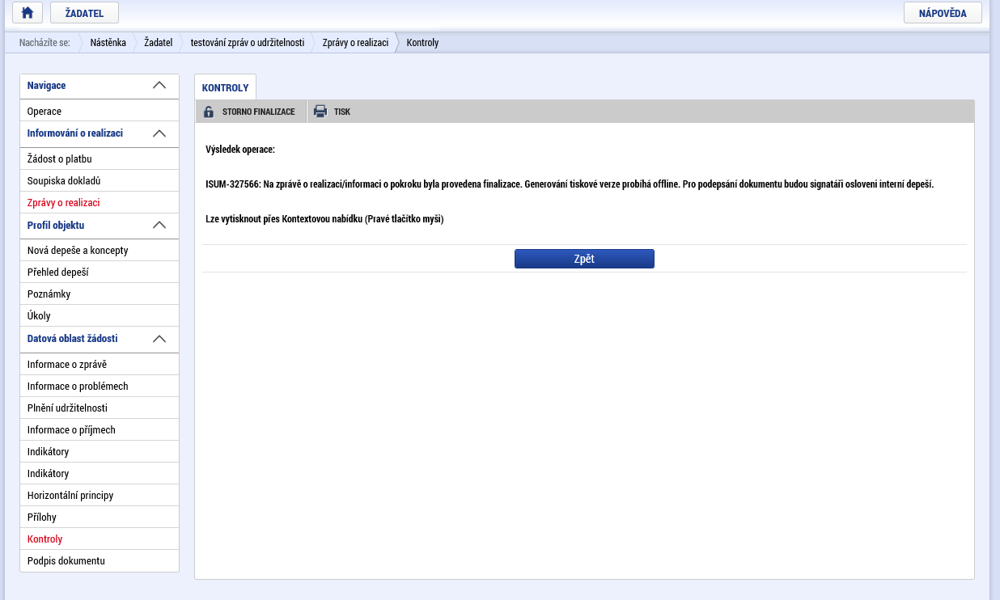 ŽADATEL
NÁPOVĚDA
Nacházíte se: Nástěnka Žadatel testování zpráv o udržitelnosti Zprávy o realizaci Kontroly
Navigace
Operace
Informování o realizaci
Žádost o platbu
Soupiska dokladů
Zprávy o realizaci
Profil objektu
Nová depeše a koncepty
Přehled depeší
Poznámky
Úkoly
Datová oblast žádosti
Informace o zprávě
Informace o problémech
Plnění udržitelnosti
Informace o příjmech
Indikátory
Indikátory
Horizontální principy
Přílohy
Kontroly
Podpis dokumentu
KONTROLY
STORNO FINALIZACE TISK
Výsledek operace:
ISUM-327566: Na zprávě o realizaci/informaci o pokroku byla provedena finalizace. Generování tiskové verze probíhá offline. Pro podepsání dokumentu budou signatáři osloveni interní depeší.
Lze vytisknout přes Kontextovou nabídku (Pravé tlačítko myši)
Zpět